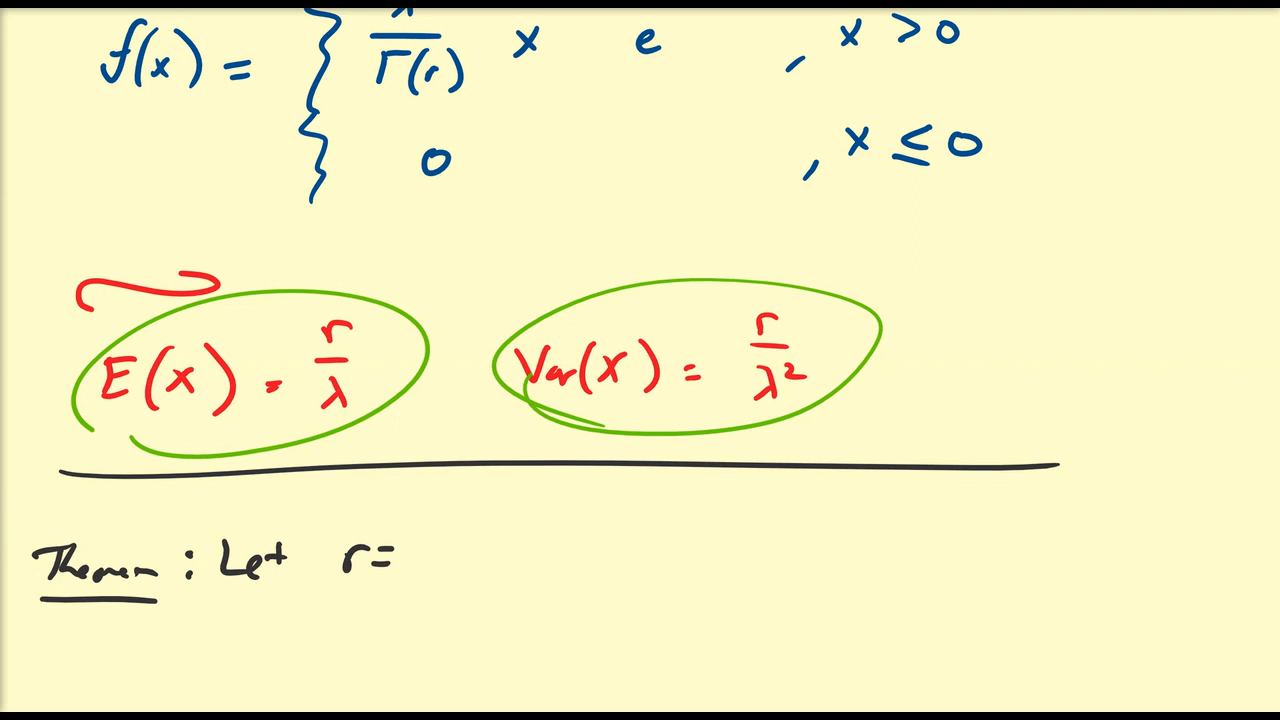 f(x) = { λ/Γ(r) x e , x > 0
0 , x ≤ 0
E(X) = r/λ Var(X) = r/λ²
Theorem : Let r=